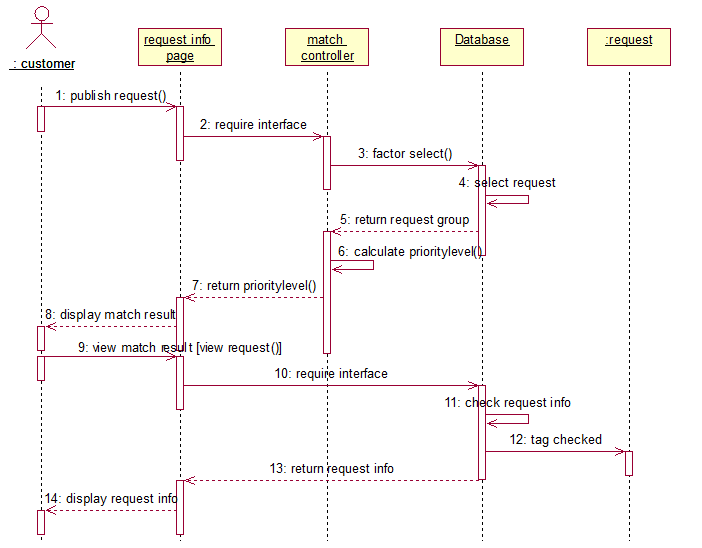 : customer
request info
page
match
controller
Database
:request
1: publish request()
2: require interface
3: factor select()
4: select request
5: return request group
6: calculate prioritylevel()
7: return prioritylevel()
8: display match result
9: view match result [view request()]
10: require interface
11: check request info
12: tag checked
13: return request info
14: display request info